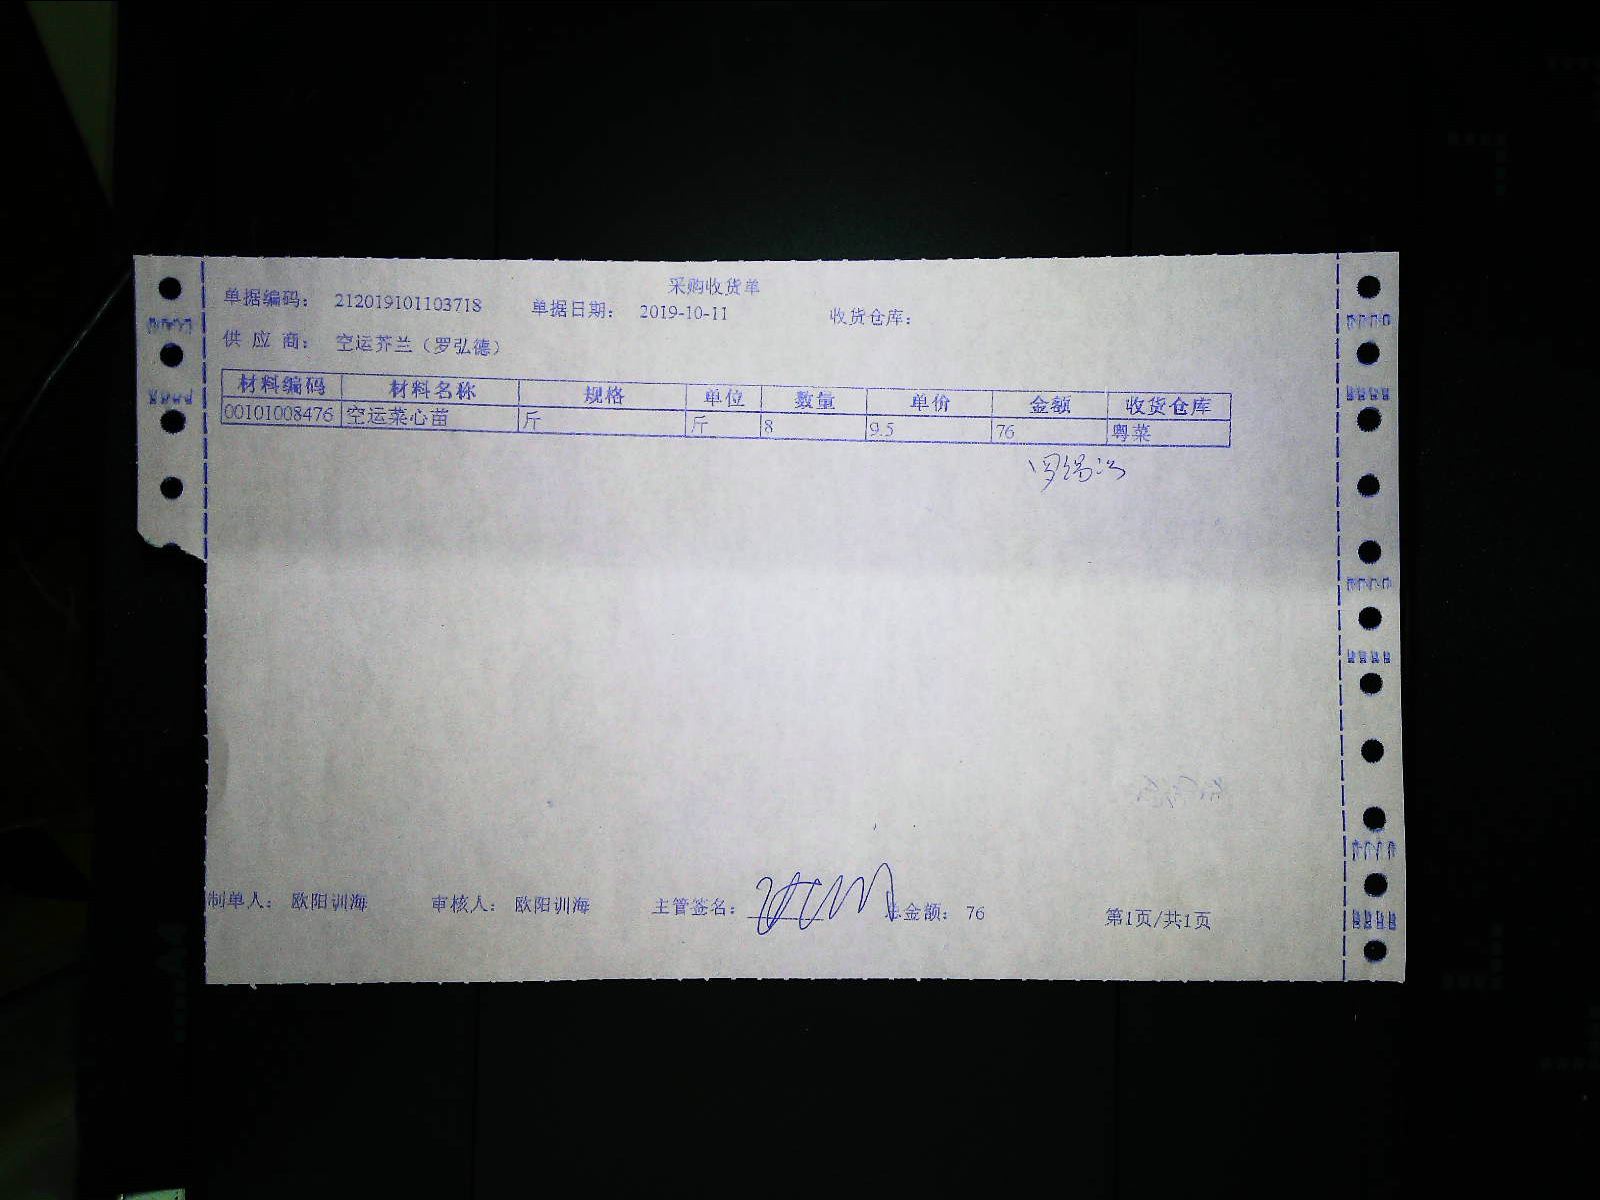 采购收货单
单据编码： 212019101103718 单据日期： 2019-10-11 收货仓库：
供 应 商： 空运芥兰（罗弘德）
材料编码 材料名称 规格 单位 数量 单价 金额 收货仓库
00101008476 空运菜心苗 斤 斤 8 9.5 76 粤菜
制单人： 欧阳训海 审核人： 欧阳训海 主管签名： 总金额： 76 第1页/共1页